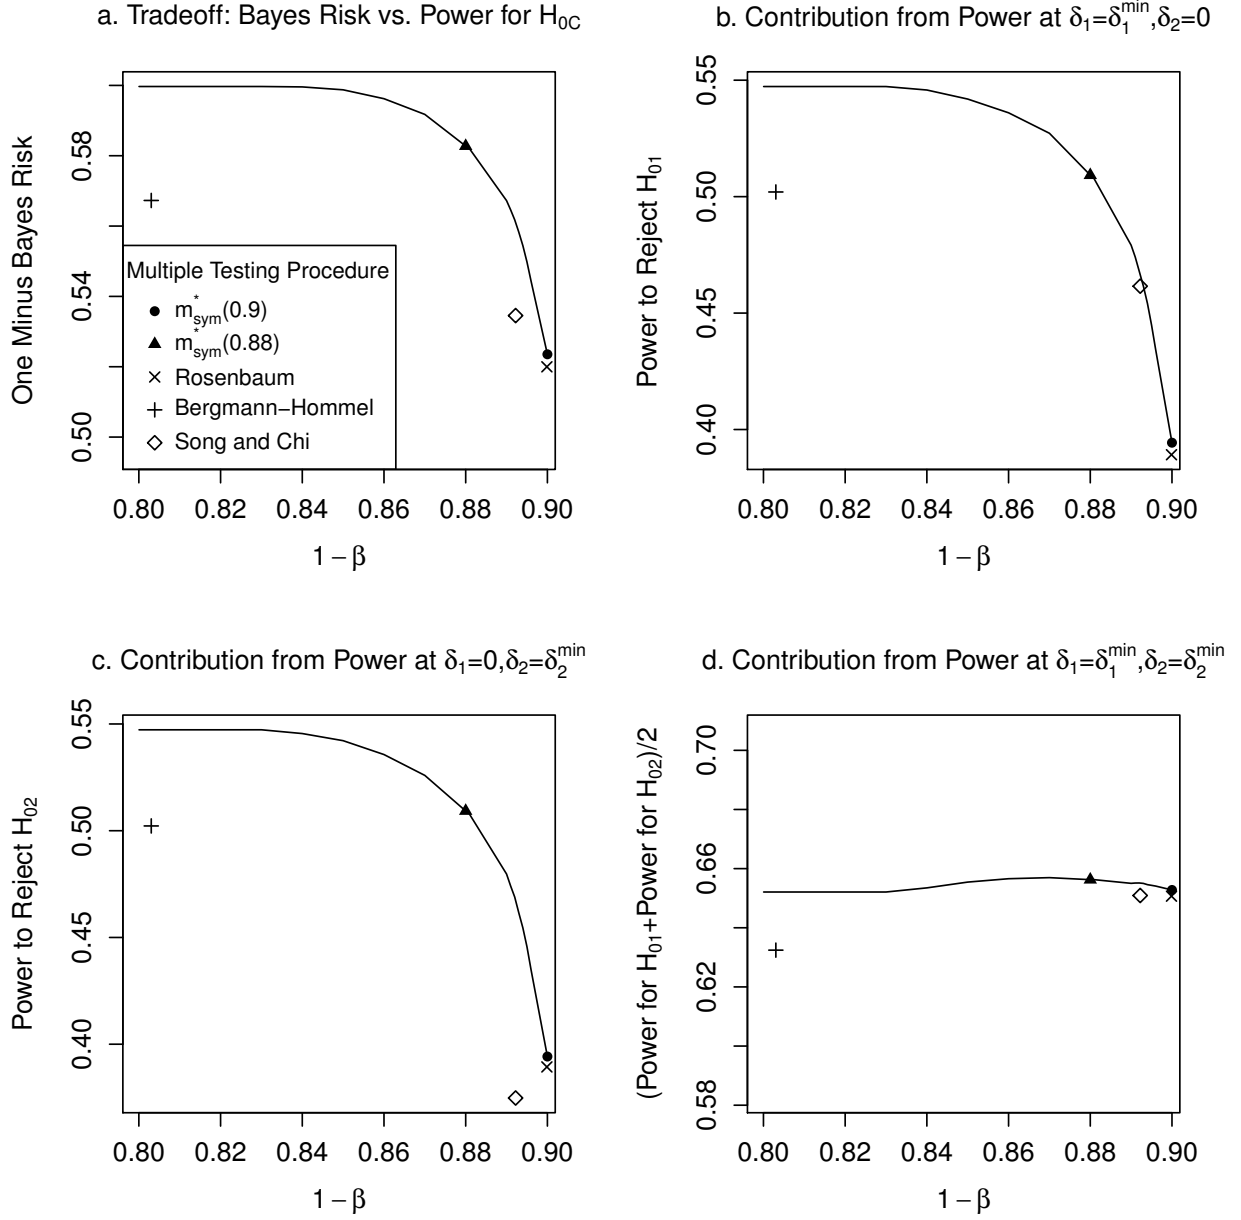 a. Tradeoff: Bayes Risk vs. Power for H0C
One Minus Bayes Risk
0.58
0.54
0.50
Multiple Testing Procedure
m*sym(0.9)
m*sym(0.88)
Rosenbaum
Bergmann−Hommel
Song and Chi
0.80 0.82 0.84 0.86 0.88 0.90
1 − β
b. Contribution from Power at δ1=δ1min,δ2=0
Power to Reject H01
0.55
0.50
0.45
0.40
0.80 0.82 0.84 0.86 0.88 0.90
1 − β
c. Contribution from Power at δ1=0,δ2=δ2min
Power to Reject H02
0.55
0.50
0.45
0.40
0.80 0.82 0.84 0.86 0.88 0.90
1 − β
d. Contribution from Power at δ1=δ1min,δ2=δ2min
(Power for H01+Power for H02)/2
0.70
0.66
0.62
0.58
0.80 0.82 0.84 0.86 0.88 0.90
1 − β